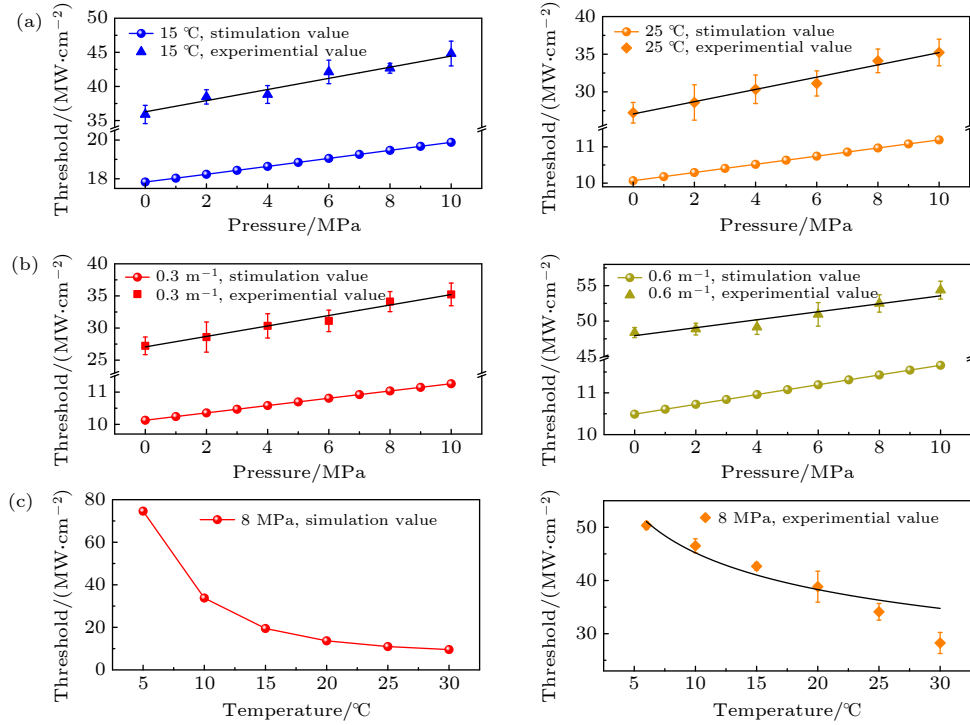 (a)
Threshold/(MW·cm⁻²)
50
45
40
35
20
18
15 ℃, stimulation value
15 ℃, experimental value
0 2 4 6 8 10
Pressure/MPa
Threshold/(MW·cm⁻²)
40
35
30
11
10
25 ℃, stimulation value
25 ℃, experimental value
0 2 4 6 8 10
Pressure/MPa
(b)
Threshold/(MW·cm⁻²)
40
35
30
25
11
10
0.3 m⁻¹, stimulation value
0.3 m⁻¹, experimental value
0 2 4 6 8 10
Pressure/MPa
Threshold/(MW·cm⁻²)
55
50
45
11
10
0.6 m⁻¹, stimulation value
0.6 m⁻¹, experimental value
0 2 4 6 8 10
Pressure/MPa
(c)
Threshold/(MW·cm⁻²)
80
60
40
20
0
8 MPa, simulation value
5 10 15 20 25 30
Temperature/℃
Threshold/(MW·cm⁻²)
50
40
30
8 MPa, experimental value
5 10 15 20 25 30
Temperature/℃